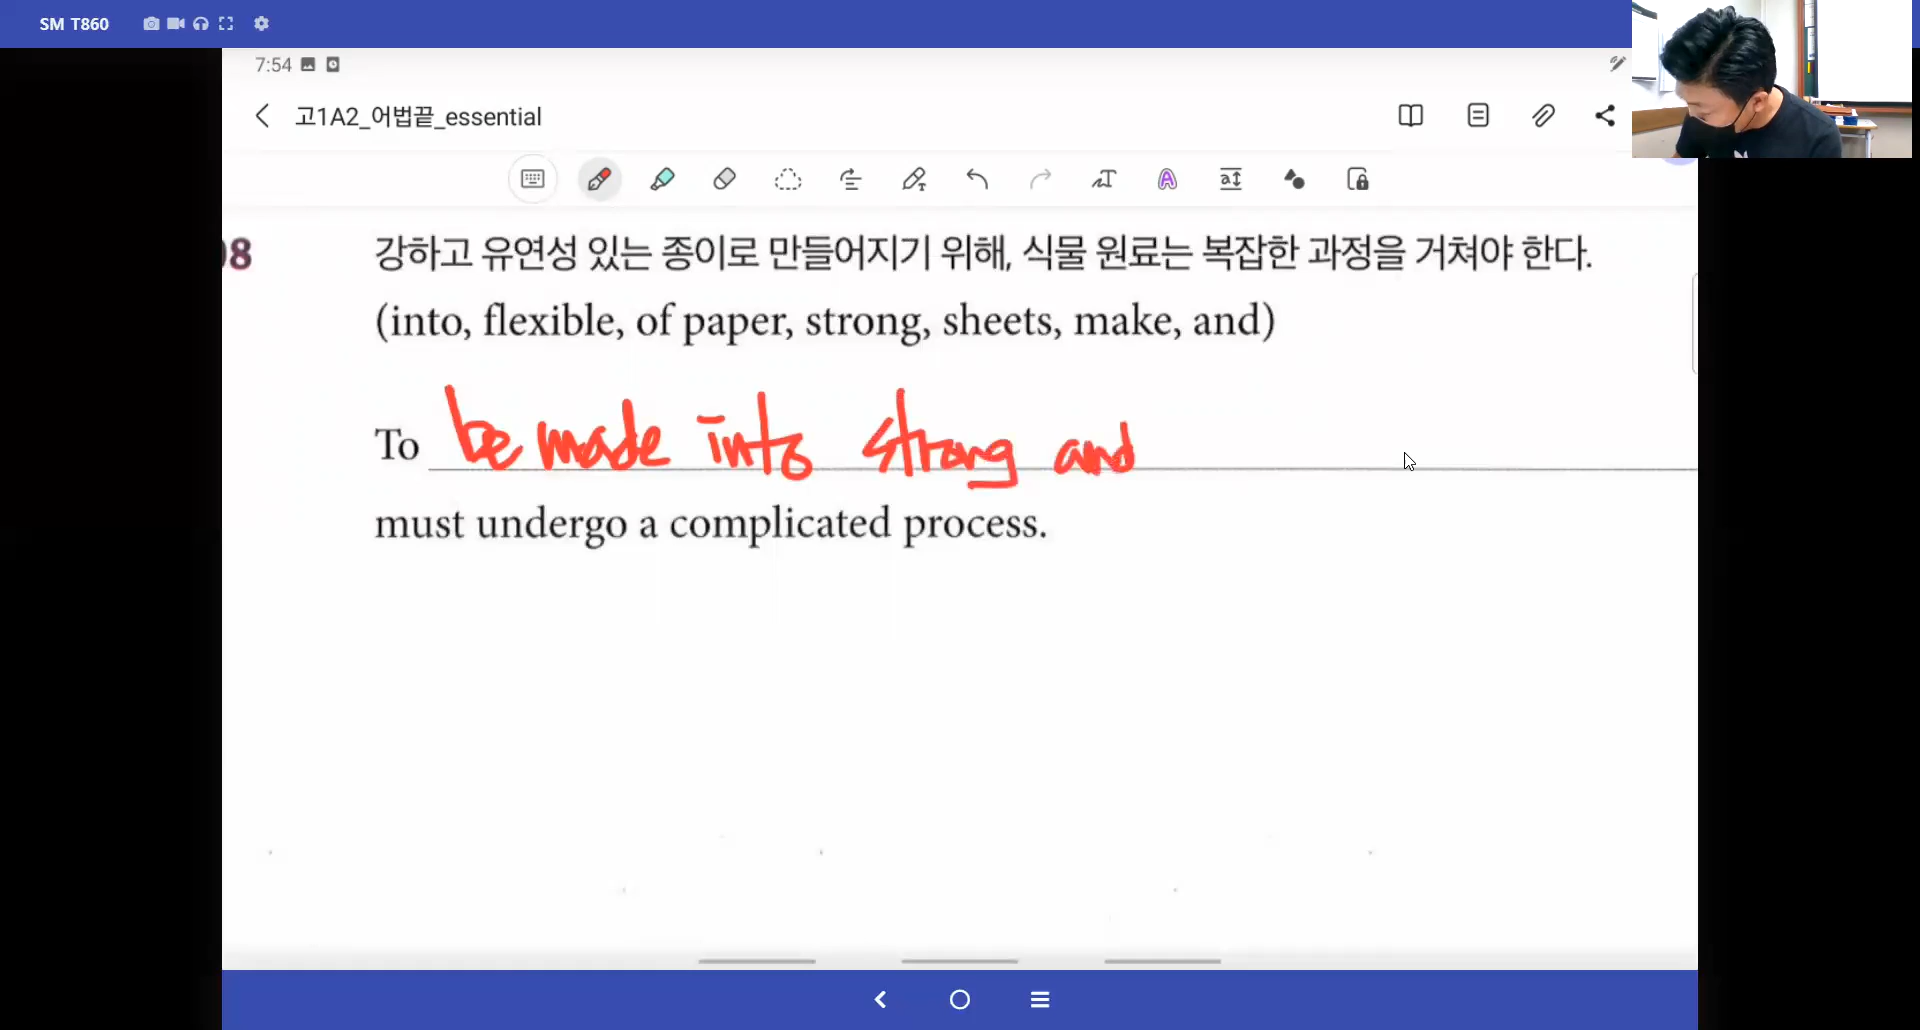 SM T860
7:54
고1A2_어법끝_essential
08 강하고 유연성 있는 종이로 만들어지기 위해, 식물 원료는 복잡한 과정을 거쳐야 한다.
(into, flexible, of paper, strong, sheets, make, and)
To be made into strong and
must undergo a complicated process.